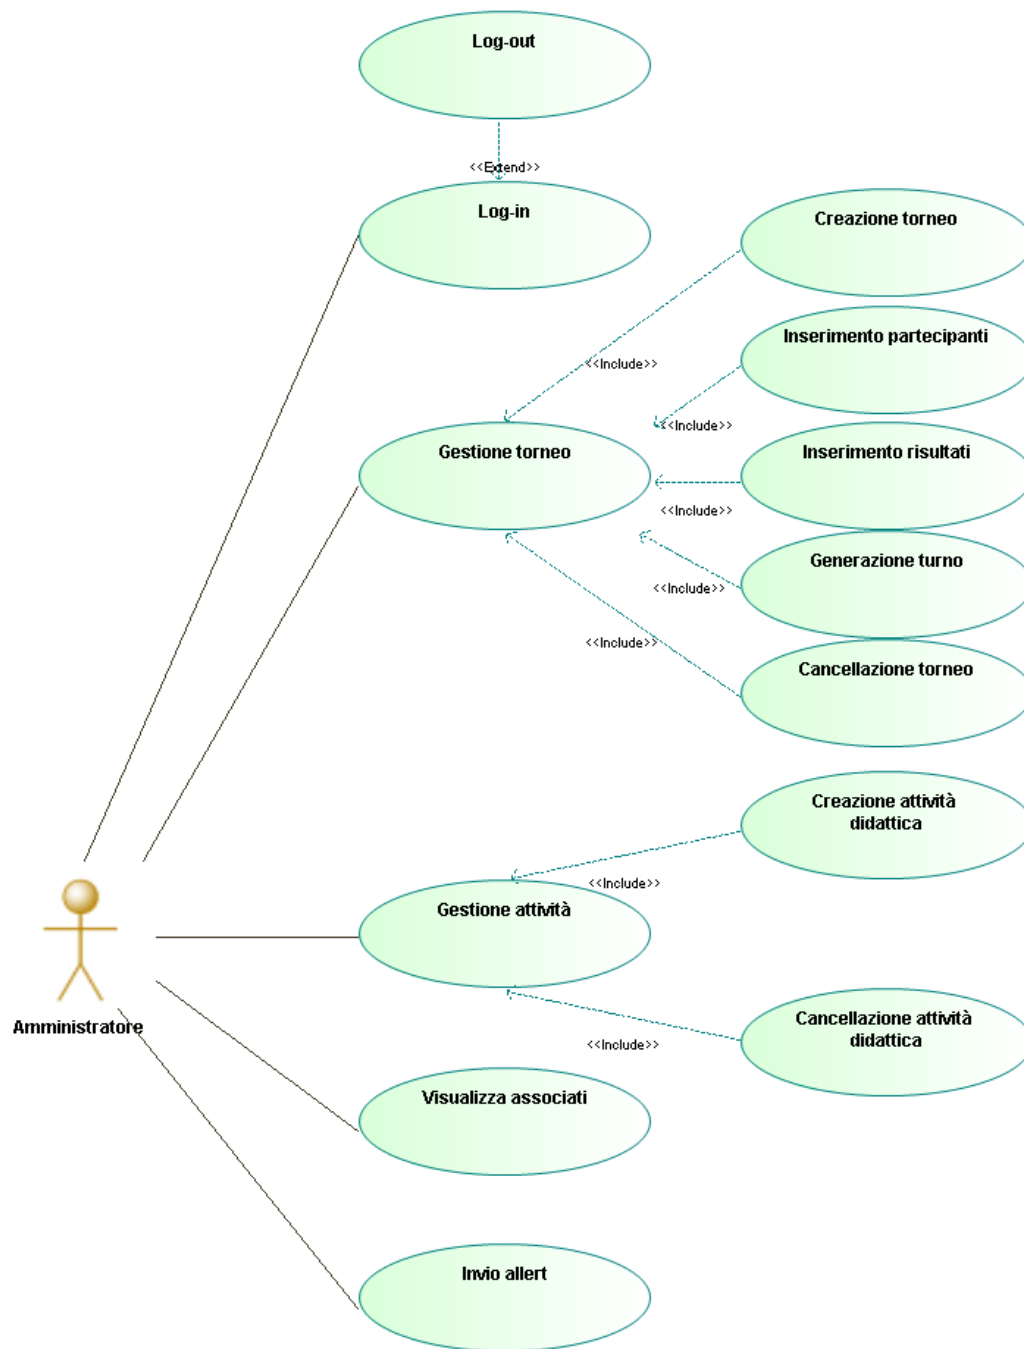 Log-out
<<Extend>>
Log-in
Creazione torneo
Inserimento partecipanti
<<Include>>
<<Include>>
Gestione torneo
Inserimento risultati
<<Include>>
Generazione turno
<<Include>>
<<Include>>
Cancellazione torneo
Creazione attività
didattica
<<Include>>
Gestione attività
Amministratore
Cancellazione attività
didattica
<<Include>>
Visualizza associati
Invio allert